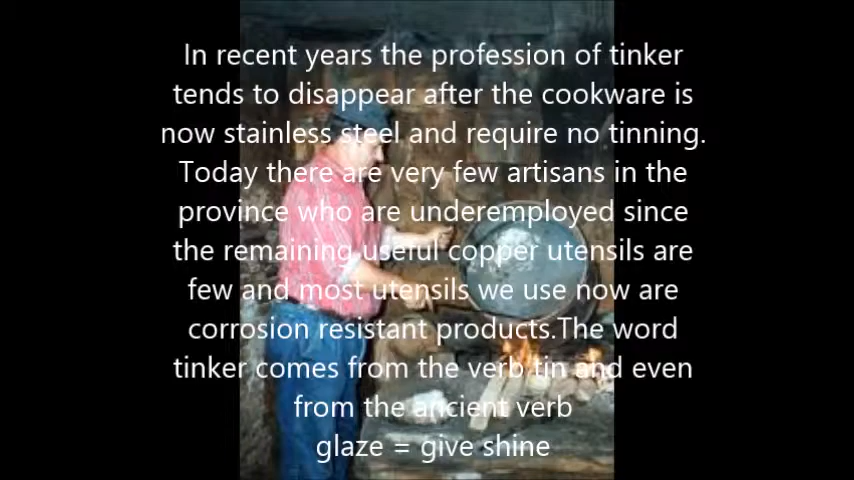 In recent years the profession of tinker
tends to disappear after the cookware is
now stainless steel and require no tinning.
Today there are very few artisans in the
province who are underemployed since
the remaining useful copper utensils are
few and most utensils we use now are
corrosion resistant products.The word
tinker comes from the verb tin and even
from the ancient verb
glaze = give shine